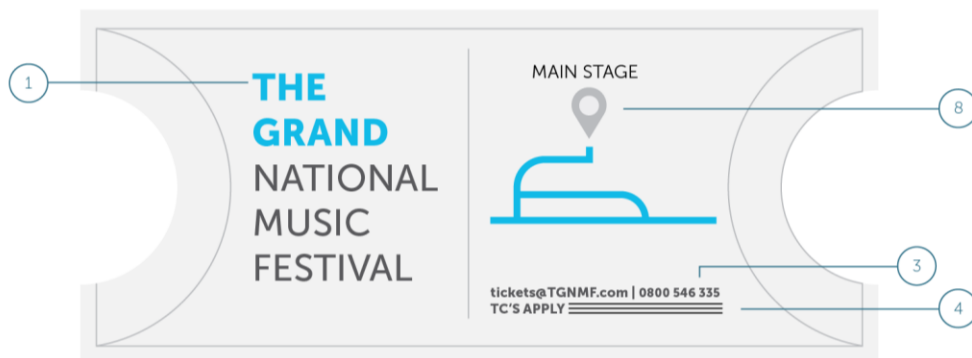 1
THE
GRAND
NATIONAL
MUSIC
FESTIVAL
MAIN STAGE
8
3
tickets@TGNMF.com | 0800 546 335
TC'S APPLY
4